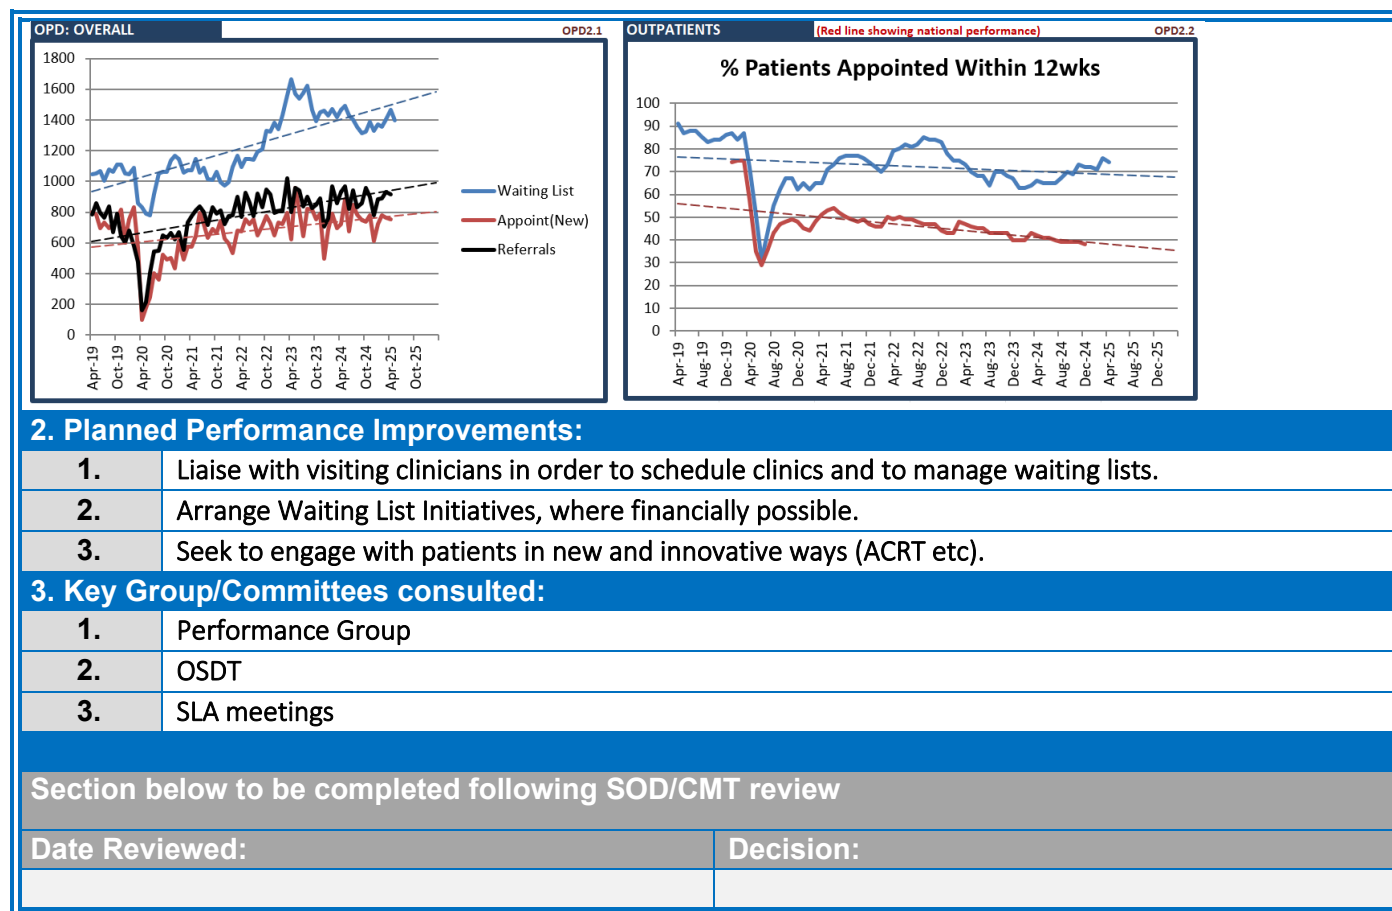 OPD: OVERALL
OPD2.1
1800
1600
1400
1200
1000
800
600
400
200
0
Apr-19
Oct-19
Apr-20
Oct-20
Apr-21
Oct-21
Apr-22
Oct-22
Apr-23
Oct-23
Apr-24
Oct-24
Apr-25
Oct-25
Waiting List
Appoint(New)
Referrals
OUTPATIENTS
(Red line showing national performance)
OPD2.2
% Patients Appointed Within 12wks
100
90
80
70
60
50
40
30
20
10
0
Apr-19
Aug-19
Dec-19
Apr-20
Aug-20
Dec-20
Apr-21
Aug-21
Dec-21
Apr-22
Aug-22
Dec-22
Apr-23
Aug-23
Dec-23
Apr-24
Aug-24
Dec-24
Apr-25
Aug-25
Dec-25
2. Planned Performance Improvements:
1. Liaise with visiting clinicians in order to schedule clinics and to manage waiting lists.
2. Arrange Waiting List Initiatives, where financially possible.
3. Seek to engage with patients in new and innovative ways (ACRT etc).
3. Key Group/Committees consulted:
1. Performance Group
2. OSDT
3. SLA meetings
Section below to be completed following SOD/CMT review
Date Reviewed:
Decision: